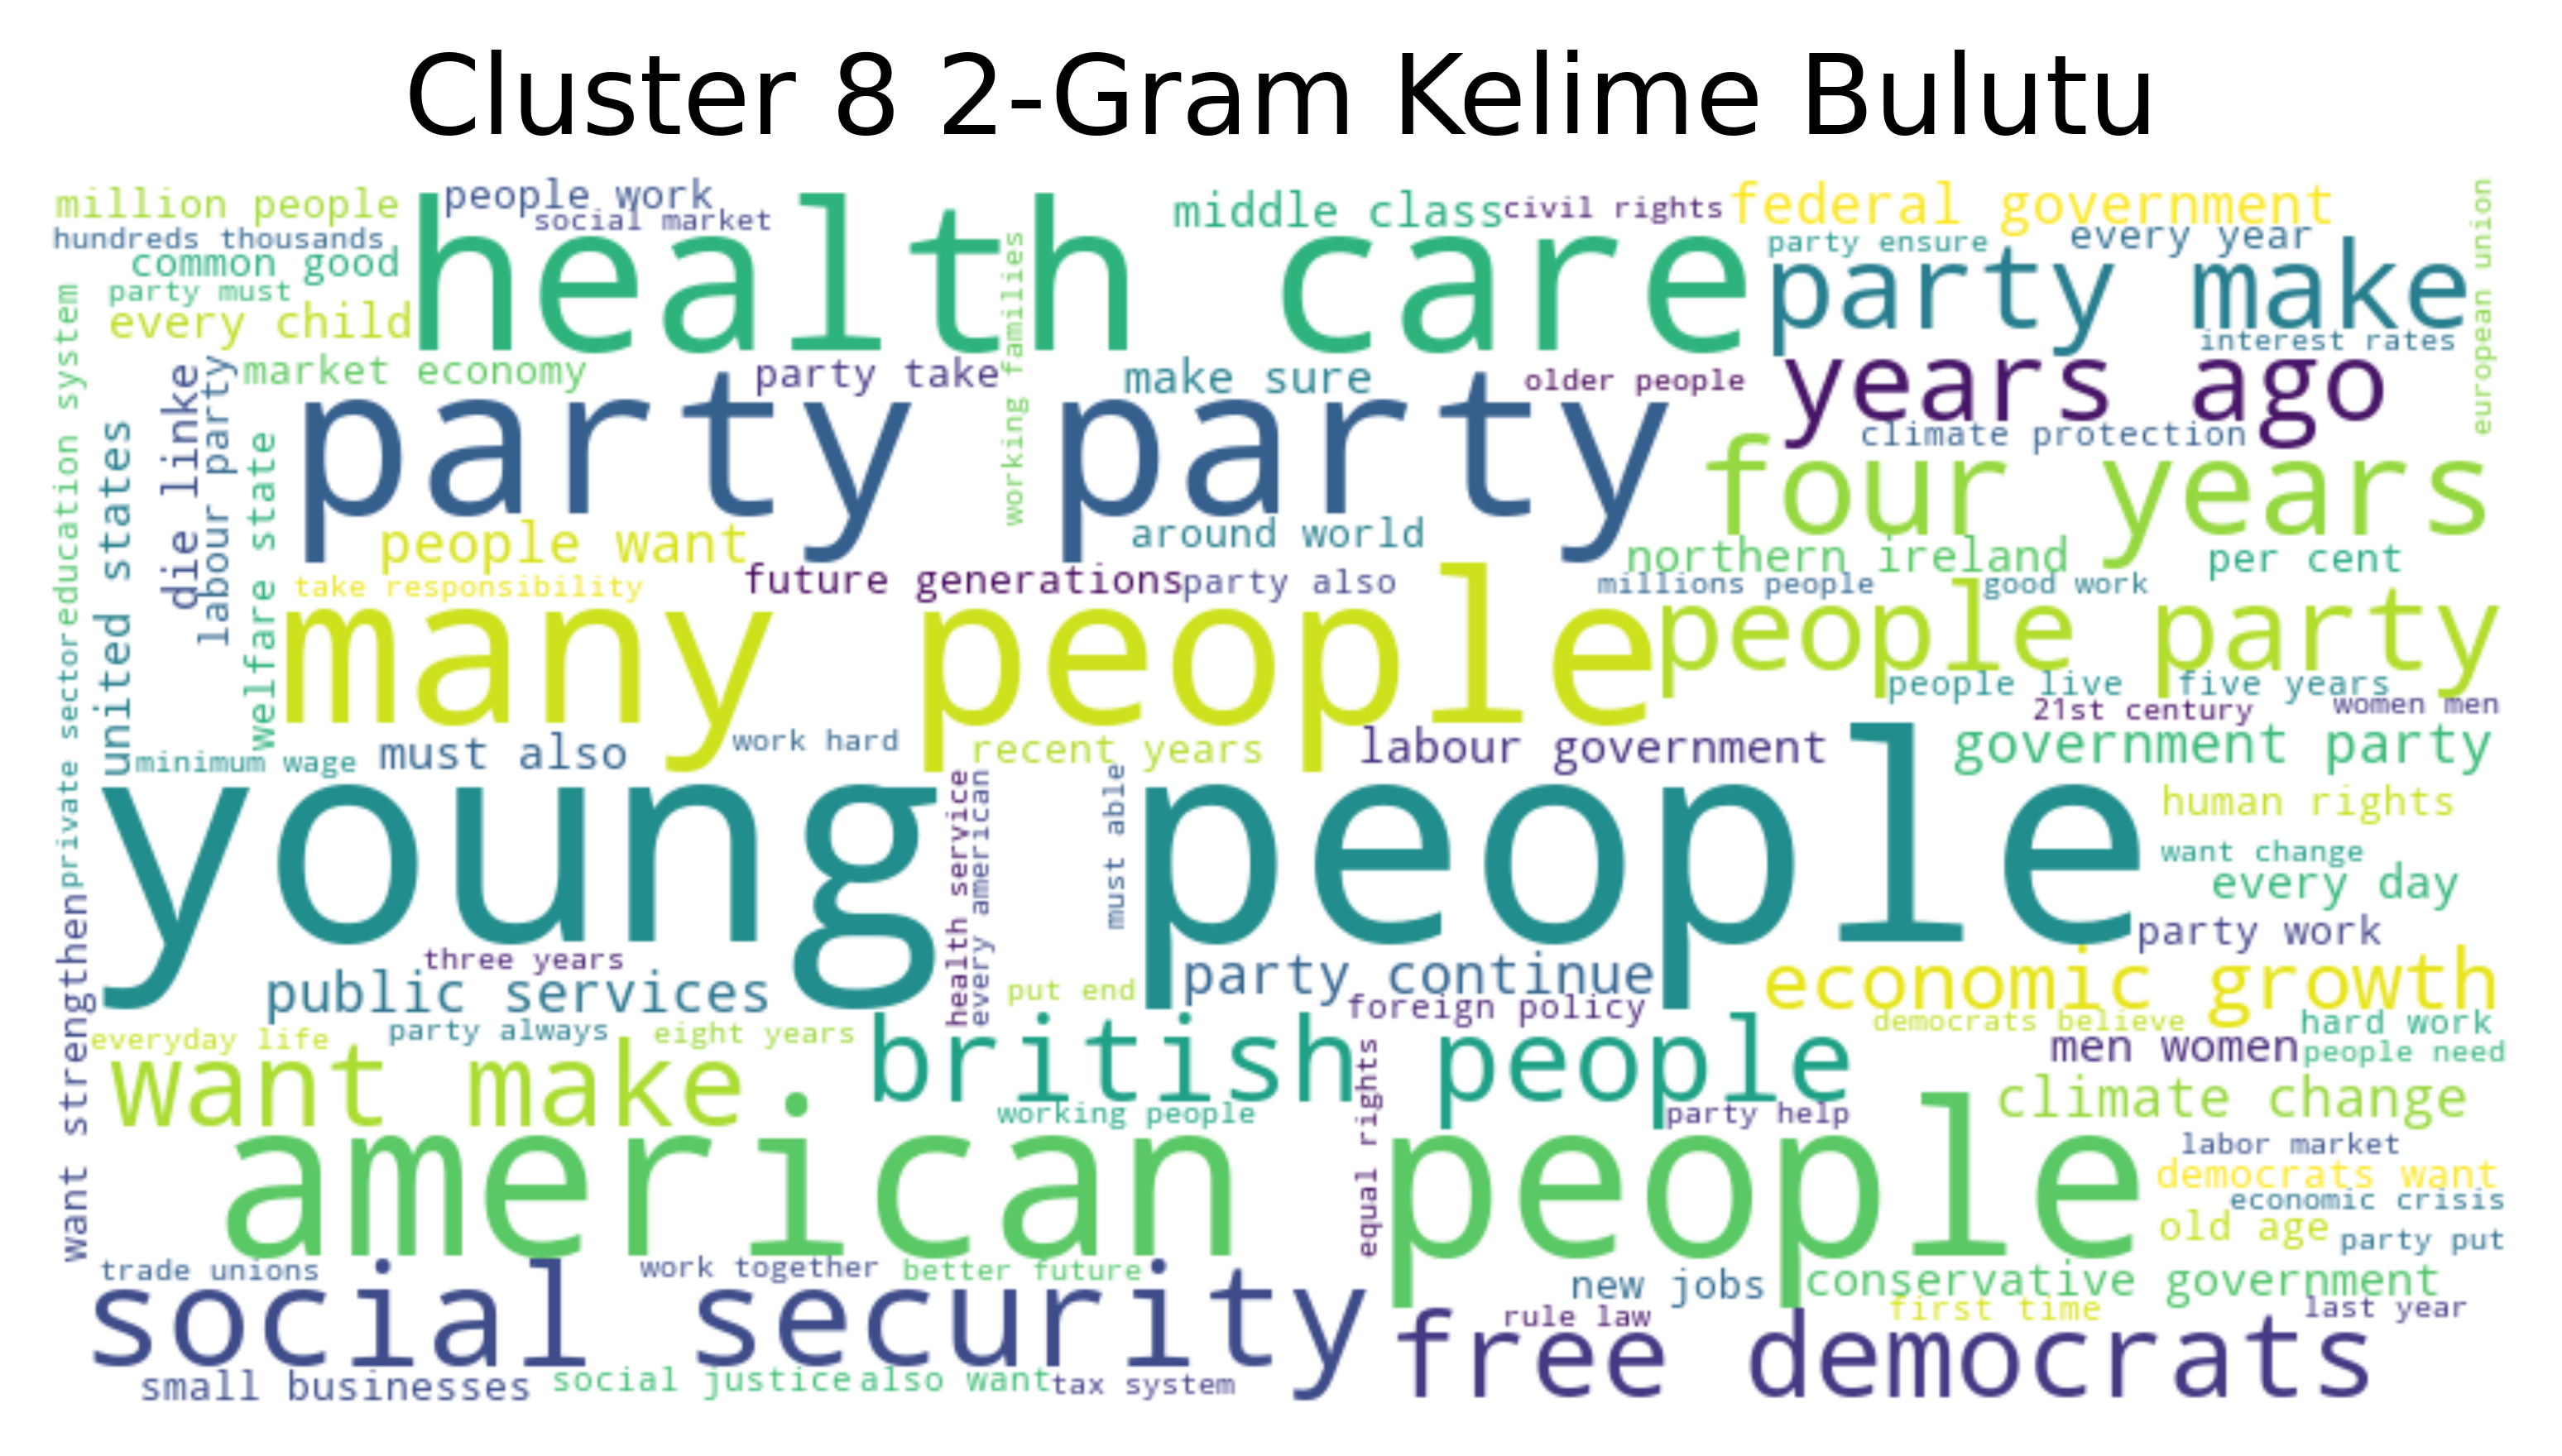 Cluster 8 2-Gram Kelime Bulutu
million people
people work
social market
middle class
civil rights
federal government
european union
hundreds thousands
common good
party must
every child
health care
party ensure
every year
party make
interest rates
education system
working families
market economy
party take
make sure
older people
years ago
climate protection
die linke
labour party
united states
welfare state
party party
four years
people want
around world
northern ireland
per cent
take responsibility
future generations
party also
millions people
good work
many people
people party
people live
five years
21st century
women men
private sector
minimum wage
must also
work hard
recent years
labour government
government party
young people
health service
every american
must able
human rights
want change
every day
party work
want strengthen
three years
public services
put end
party continue
foreign policy
economic growth
everyday life
party always
eight years
democrats believe
hard work
want make
british people
men women
people need
working people
equal rights
party help
climate change
american people
labor market
democrats want
economic crisis
old age
party put
trade unions
work together
better future
new jobs
conservative government
social security
rule law
first time
last year
free democrats
small businesses
social justice
also want
tax system